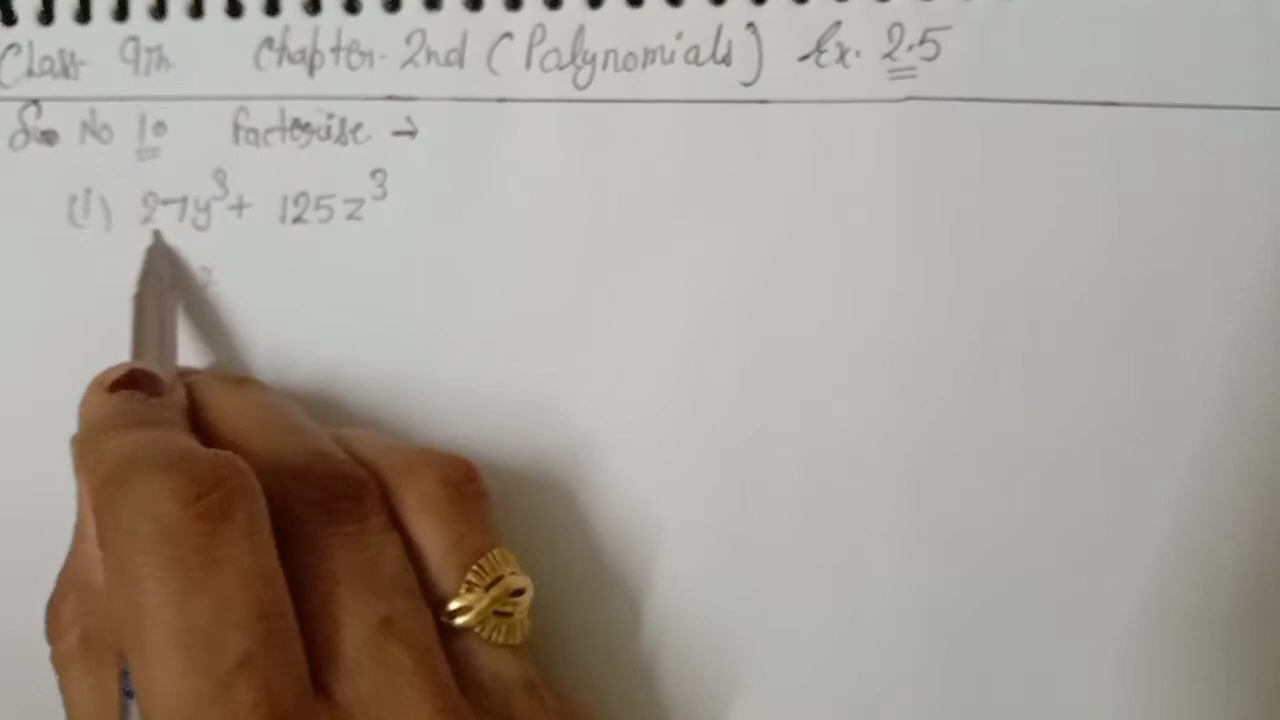 Class 9th Chapter-2nd (Polynomials) Ex. 2.5
No 10 Factorise →
(i) 27y³ + 125z³